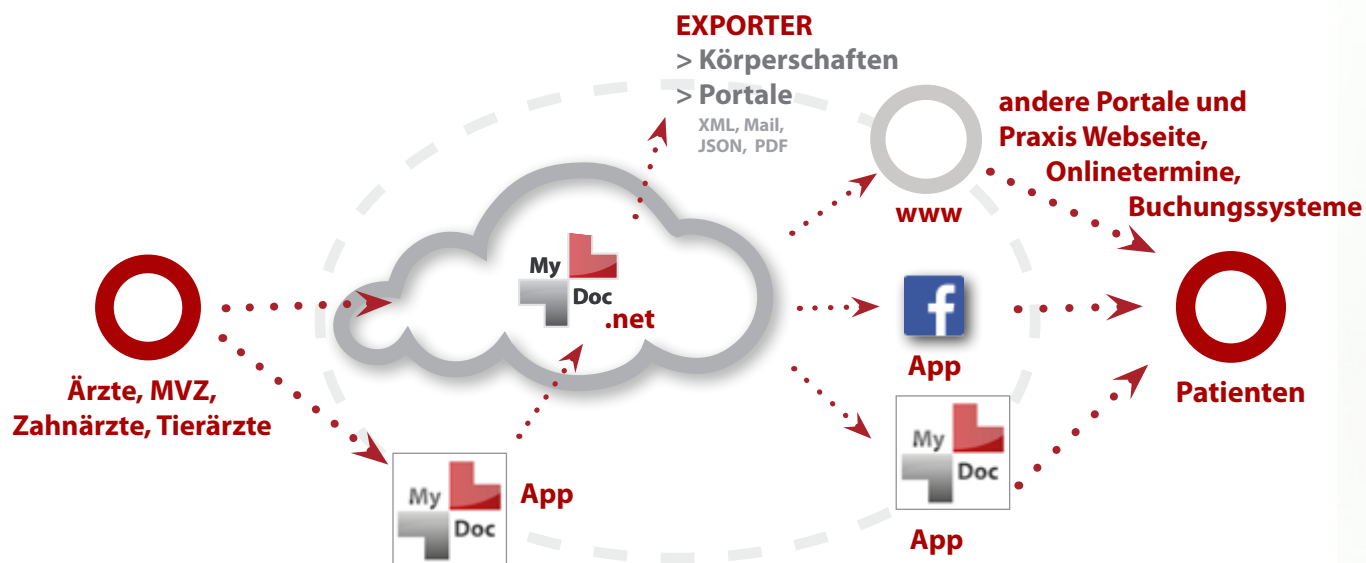 EXPORTER
> Körperschaften
> Portale
XML, Mail,
JSON, PDF
andere Portale und
Praxis Webseite,
Onlinetermine,
Buchungssysteme
www
My
Doc
.net
f
App
Ärzte, MVZ,
Zahnärzte, Tierärzte
Patienten
My
Doc
App
My
Doc
App